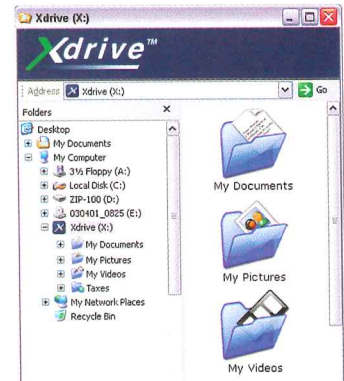 Xdrive (X:)
Xdrive™
Address Xdrive (X:) Go
Folders
Desktop
My Documents
My Computer
3½ Floppy (A:)
Local Disk (C:)
ZIP-100 (D:)
030401_0825 (E:)
Xdrive (X:)
My Documents
My Pictures
My Videos
Taxes
My Network Places
Recycle Bin
My Documents
My Pictures
My Videos